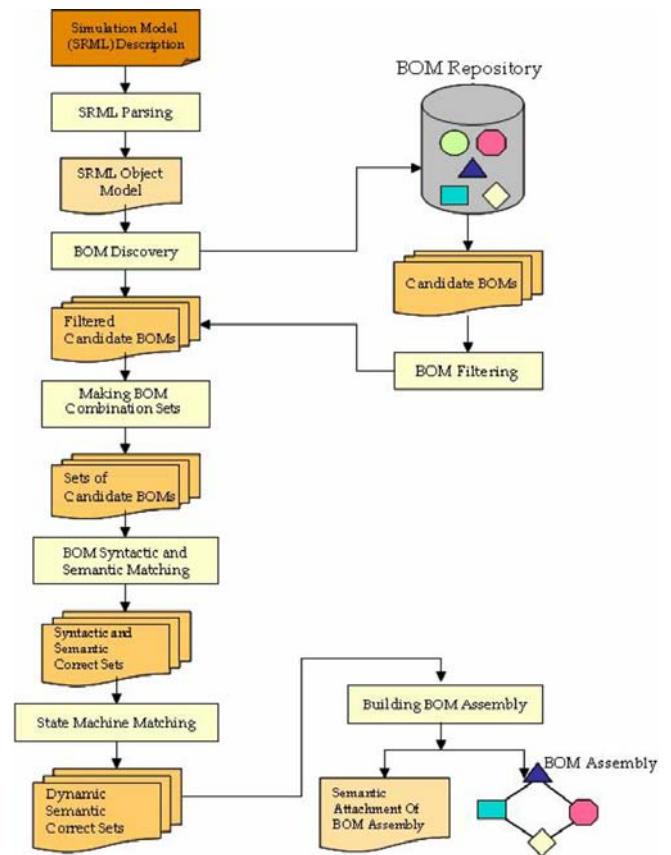 Simulation Model
(SRML) Description
SRML Parsing
SRML Object
Model
BOM Discovery
BOM Repository
Candidate BOMs
BOM Filtering
Filtered
Candidate BOMs
Making BOM
Combination Sets
Sets of
Candidate BOMs
BOM Syntactic and
Semantic Matching
Syntactic and
Semantic
Correct Sets
State Machine Matching
Dynamic
Semantic
Correct Sets
Building BOM Assembly
Semantic
Attachment Of
BOM Assembly
BOM Assembly